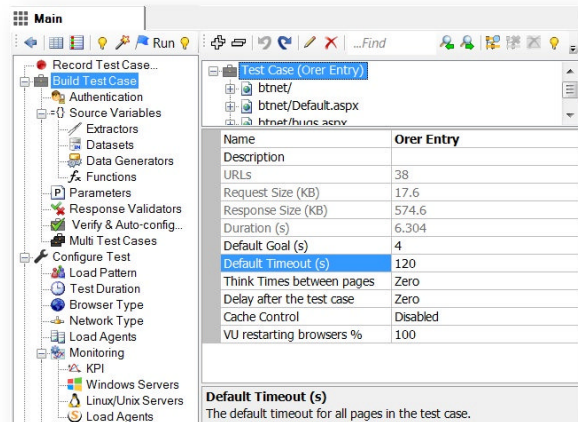 Main
Run
...Find
Record Test Case...
Build Test Case
Authentication
={} Source Variables
Extractors
Datasets
Data Generators
fx Functions
P Parameters
Response Validators
Verify & Auto-config...
Multi Test Cases
Configure Test
Load Pattern
Test Duration
Browser Type
Network Type
Load Agents
Monitoring
KPI
Windows Servers
Linux/Unix Servers
Load Agents
Test Case (Orer Entry)
btnet/
btnet/Default.aspx
btnet/bugs.aspx
Name Orer Entry
Description
URLs 38
Request Size (KB) 17.6
Response Size (KB) 574.6
Duration (s) 6.304
Default Goal (s) 4
Default Timeout (s) 120
Think Times between pages Zero
Delay after the test case Zero
Cache Control Disabled
VU restarting browsers % 100
Default Timeout (s)
The default timeout for all pages in the test case.